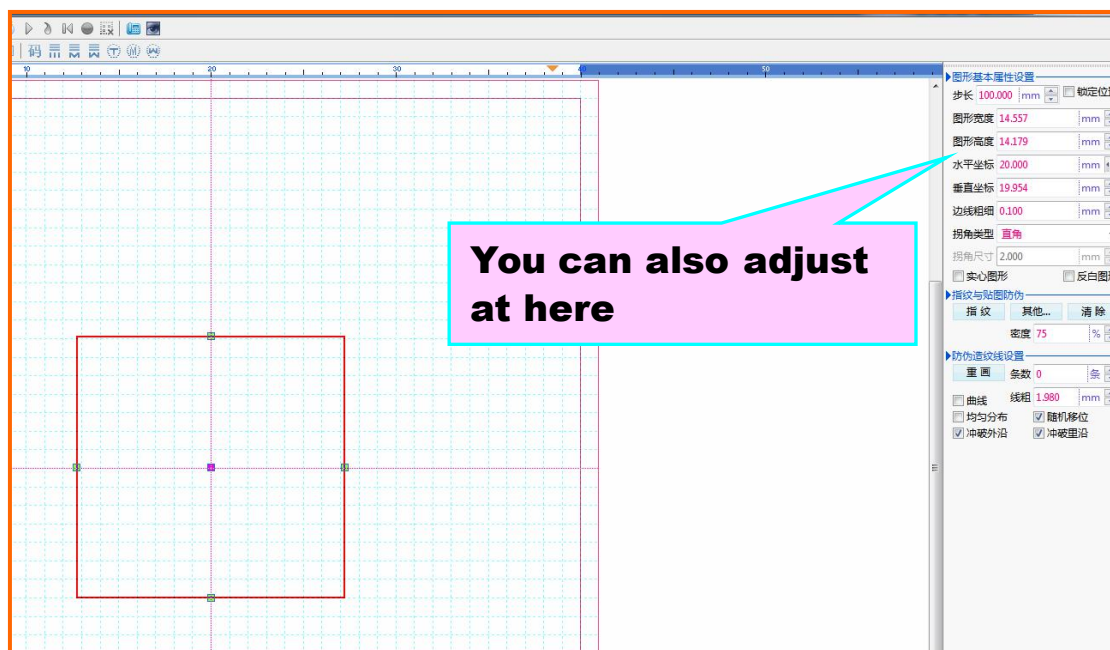 码
10 20 30 40 50
图形基本属性设置
步长 100.000 mm 锁定位
图形宽度 14.557 mm
图形高度 14.179 mm
水平坐标 20.000 mm
垂直坐标 19.954 mm
边线粗细 0.100 mm
拐角类型 直角
拐角尺寸 2.000 mm
实心图形 反白图
指纹与贴图防伪
指纹 其他... 清除
密度 75 %
防伪造纹线设置
重画 条数 0 条
曲线 线粗 1.980 mm
均匀分布 随机移位
冲破外沿 冲破里沿
You can also adjust
at here